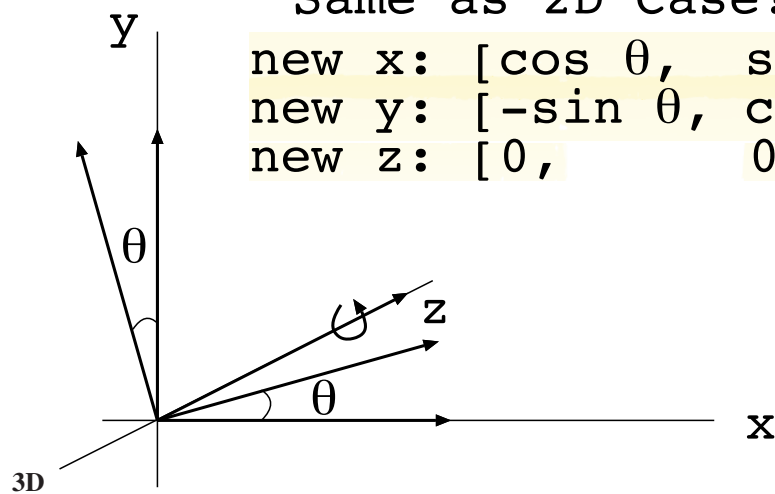 Same as 2D Case!
y
new x: [cos θ, s
new y: [-sin θ, c
new z: [0, 0
θ
z
θ
x
3D